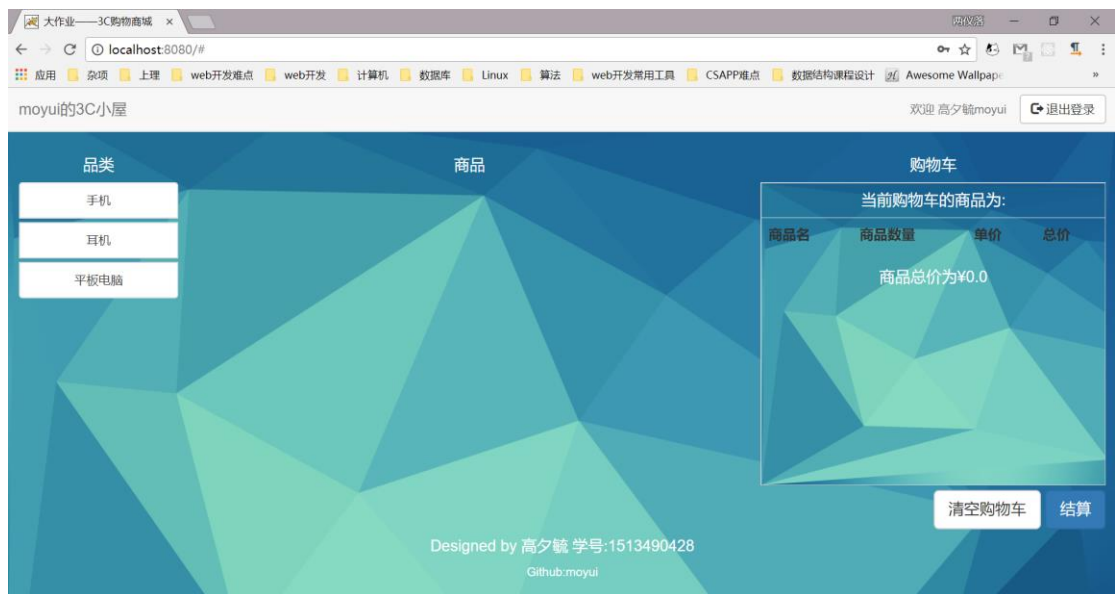 大作业——3C购物商城
两仪落
localhost:8080/#
应用 杂项 上理 web开发难点 web开发 计算机 数据库 Linux 算法 web开发常用工具 CSAPP难点 数据结构课程设计 Awesome Wallpape
moyui的3C小屋 欢迎 高夕毓moyui 退出登录
品类 商品 购物车
手机
耳机
平板电脑
当前购物车的商品为:
商品名 商品数量 单价 总价
商品总价为¥0.0
清空购物车 结算
Designed by 高夕毓 学号:1513490428
Github:moyui